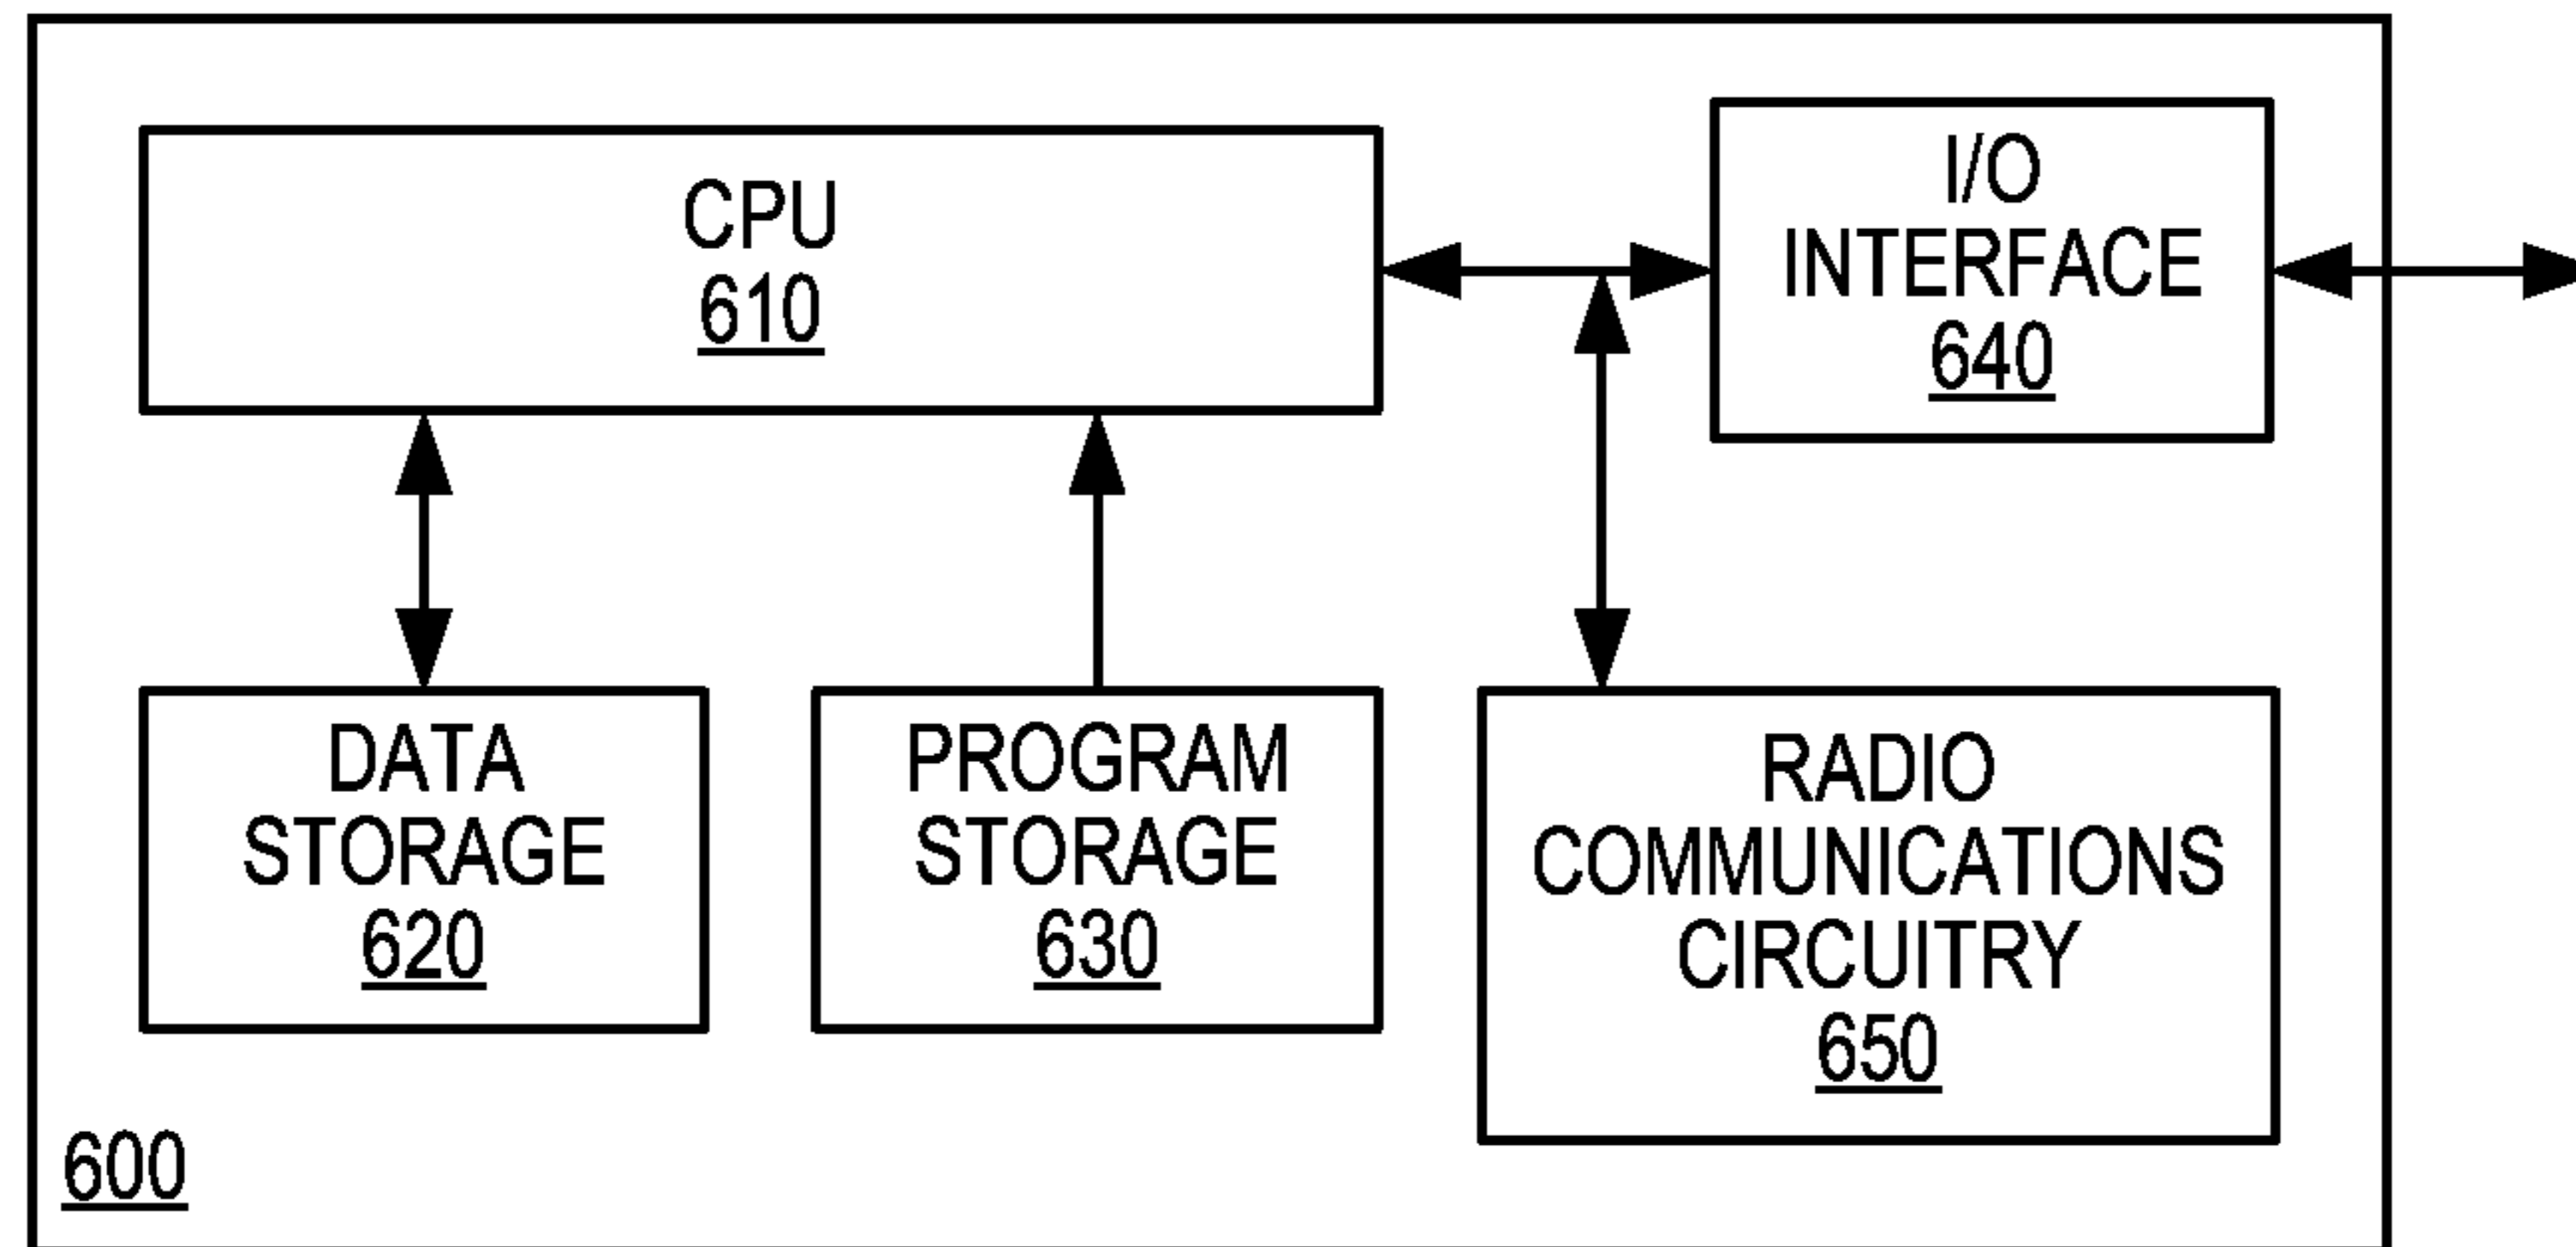 CPU
610
I/O
INTERFACE
640
DATA
STORAGE
620
PROGRAM
STORAGE
630
RADIO
COMMUNICATIONS
CIRCUITRY
650
600